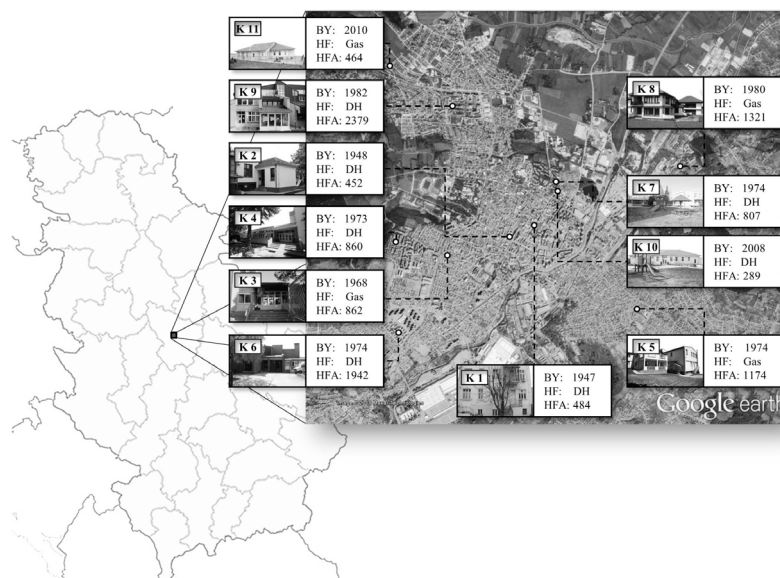 K 11
BY: 2010
HF: Gas
HFA: 464
K 9
BY: 1982
HF: DH
HFA: 2379
K 2
BY: 1948
HF: DH
HFA: 452
K 4
BY: 1973
HF: DH
HFA: 860
K 3
BY: 1968
HF: Gas
HFA: 862
K 6
BY: 1974
HF: DH
HFA: 1942
K 1
BY: 1947
HF: DH
HFA: 484
K 8
BY: 1980
HF: Gas
HFA: 1321
K 7
BY: 1974
HF: DH
HFA: 807
K 10
BY: 2008
HF: DH
HFA: 289
K 5
BY: 1974
HF: Gas
HFA: 1174
Google earth